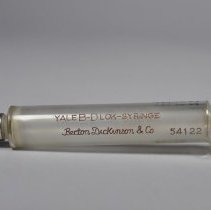 YALE B-D LOK-SYRINGE
Becton Dickinson & Co
54122